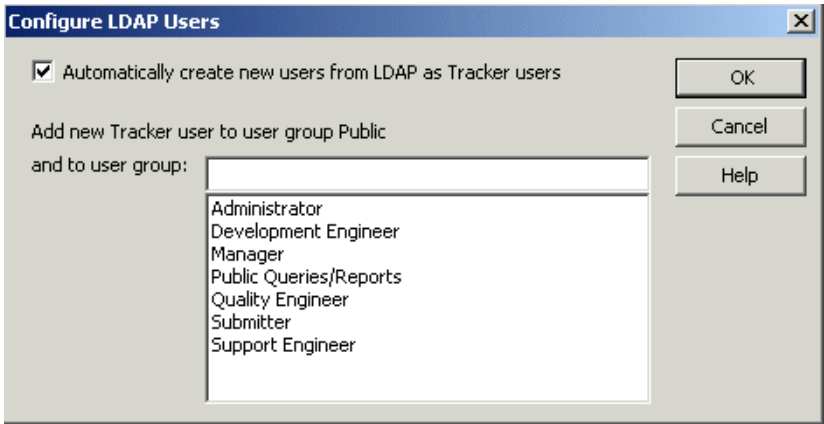 Configure LDAP Users
Automatically create new users from LDAP as Tracker users
OK
Add new Tracker user to user group Public
Cancel
and to user group:
Help
Administrator
Development Engineer
Manager
Public Queries/Reports
Quality Engineer
Submitter
Support Engineer